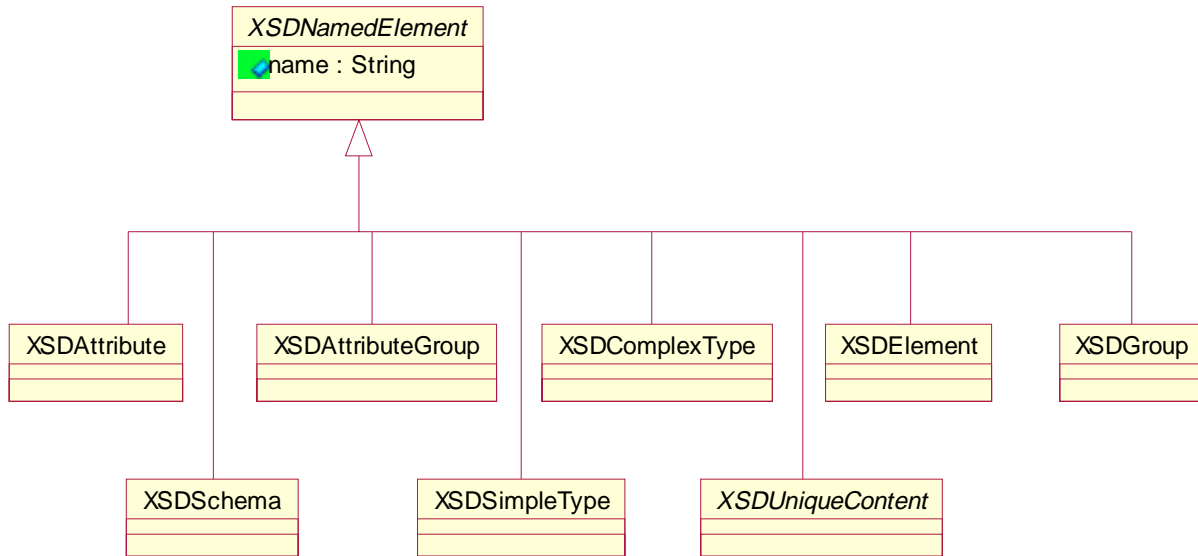 XSDNamedElement
name : String
XSDAttribute
XSDAttributeGroup
XSDComplexType
XSDElement
XSDGroup
XSDSchema
XSDSimpleType
XSDUniqueContent